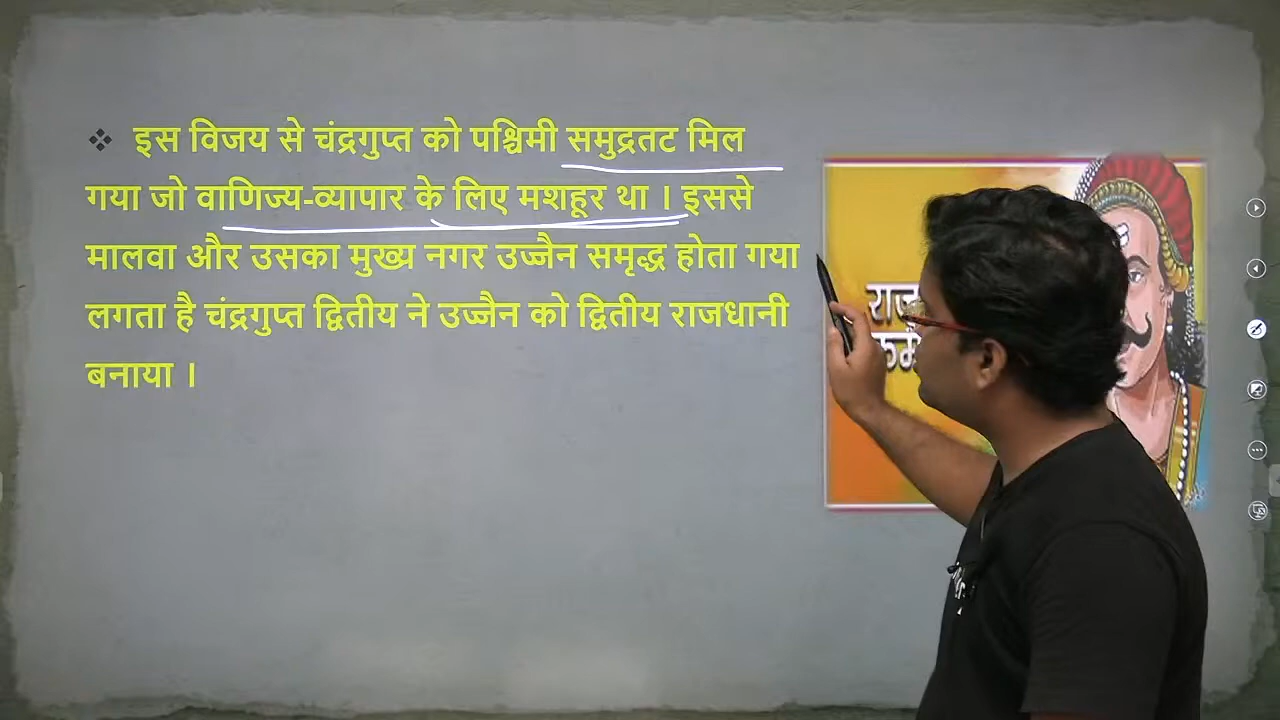 ❖ इस विजय से चंद्रगुप्त को पश्चिमी समुद्रतट मिल
गया जो वाणिज्य-व्यापार के लिए मशहूर था । इससे
मालवा और उसका मुख्य नगर उज्जैन समृद्ध होता गया
लगता है चंद्रगुप्त द्वितीय ने उज्जैन को द्वितीय राजधानी
बनाया ।